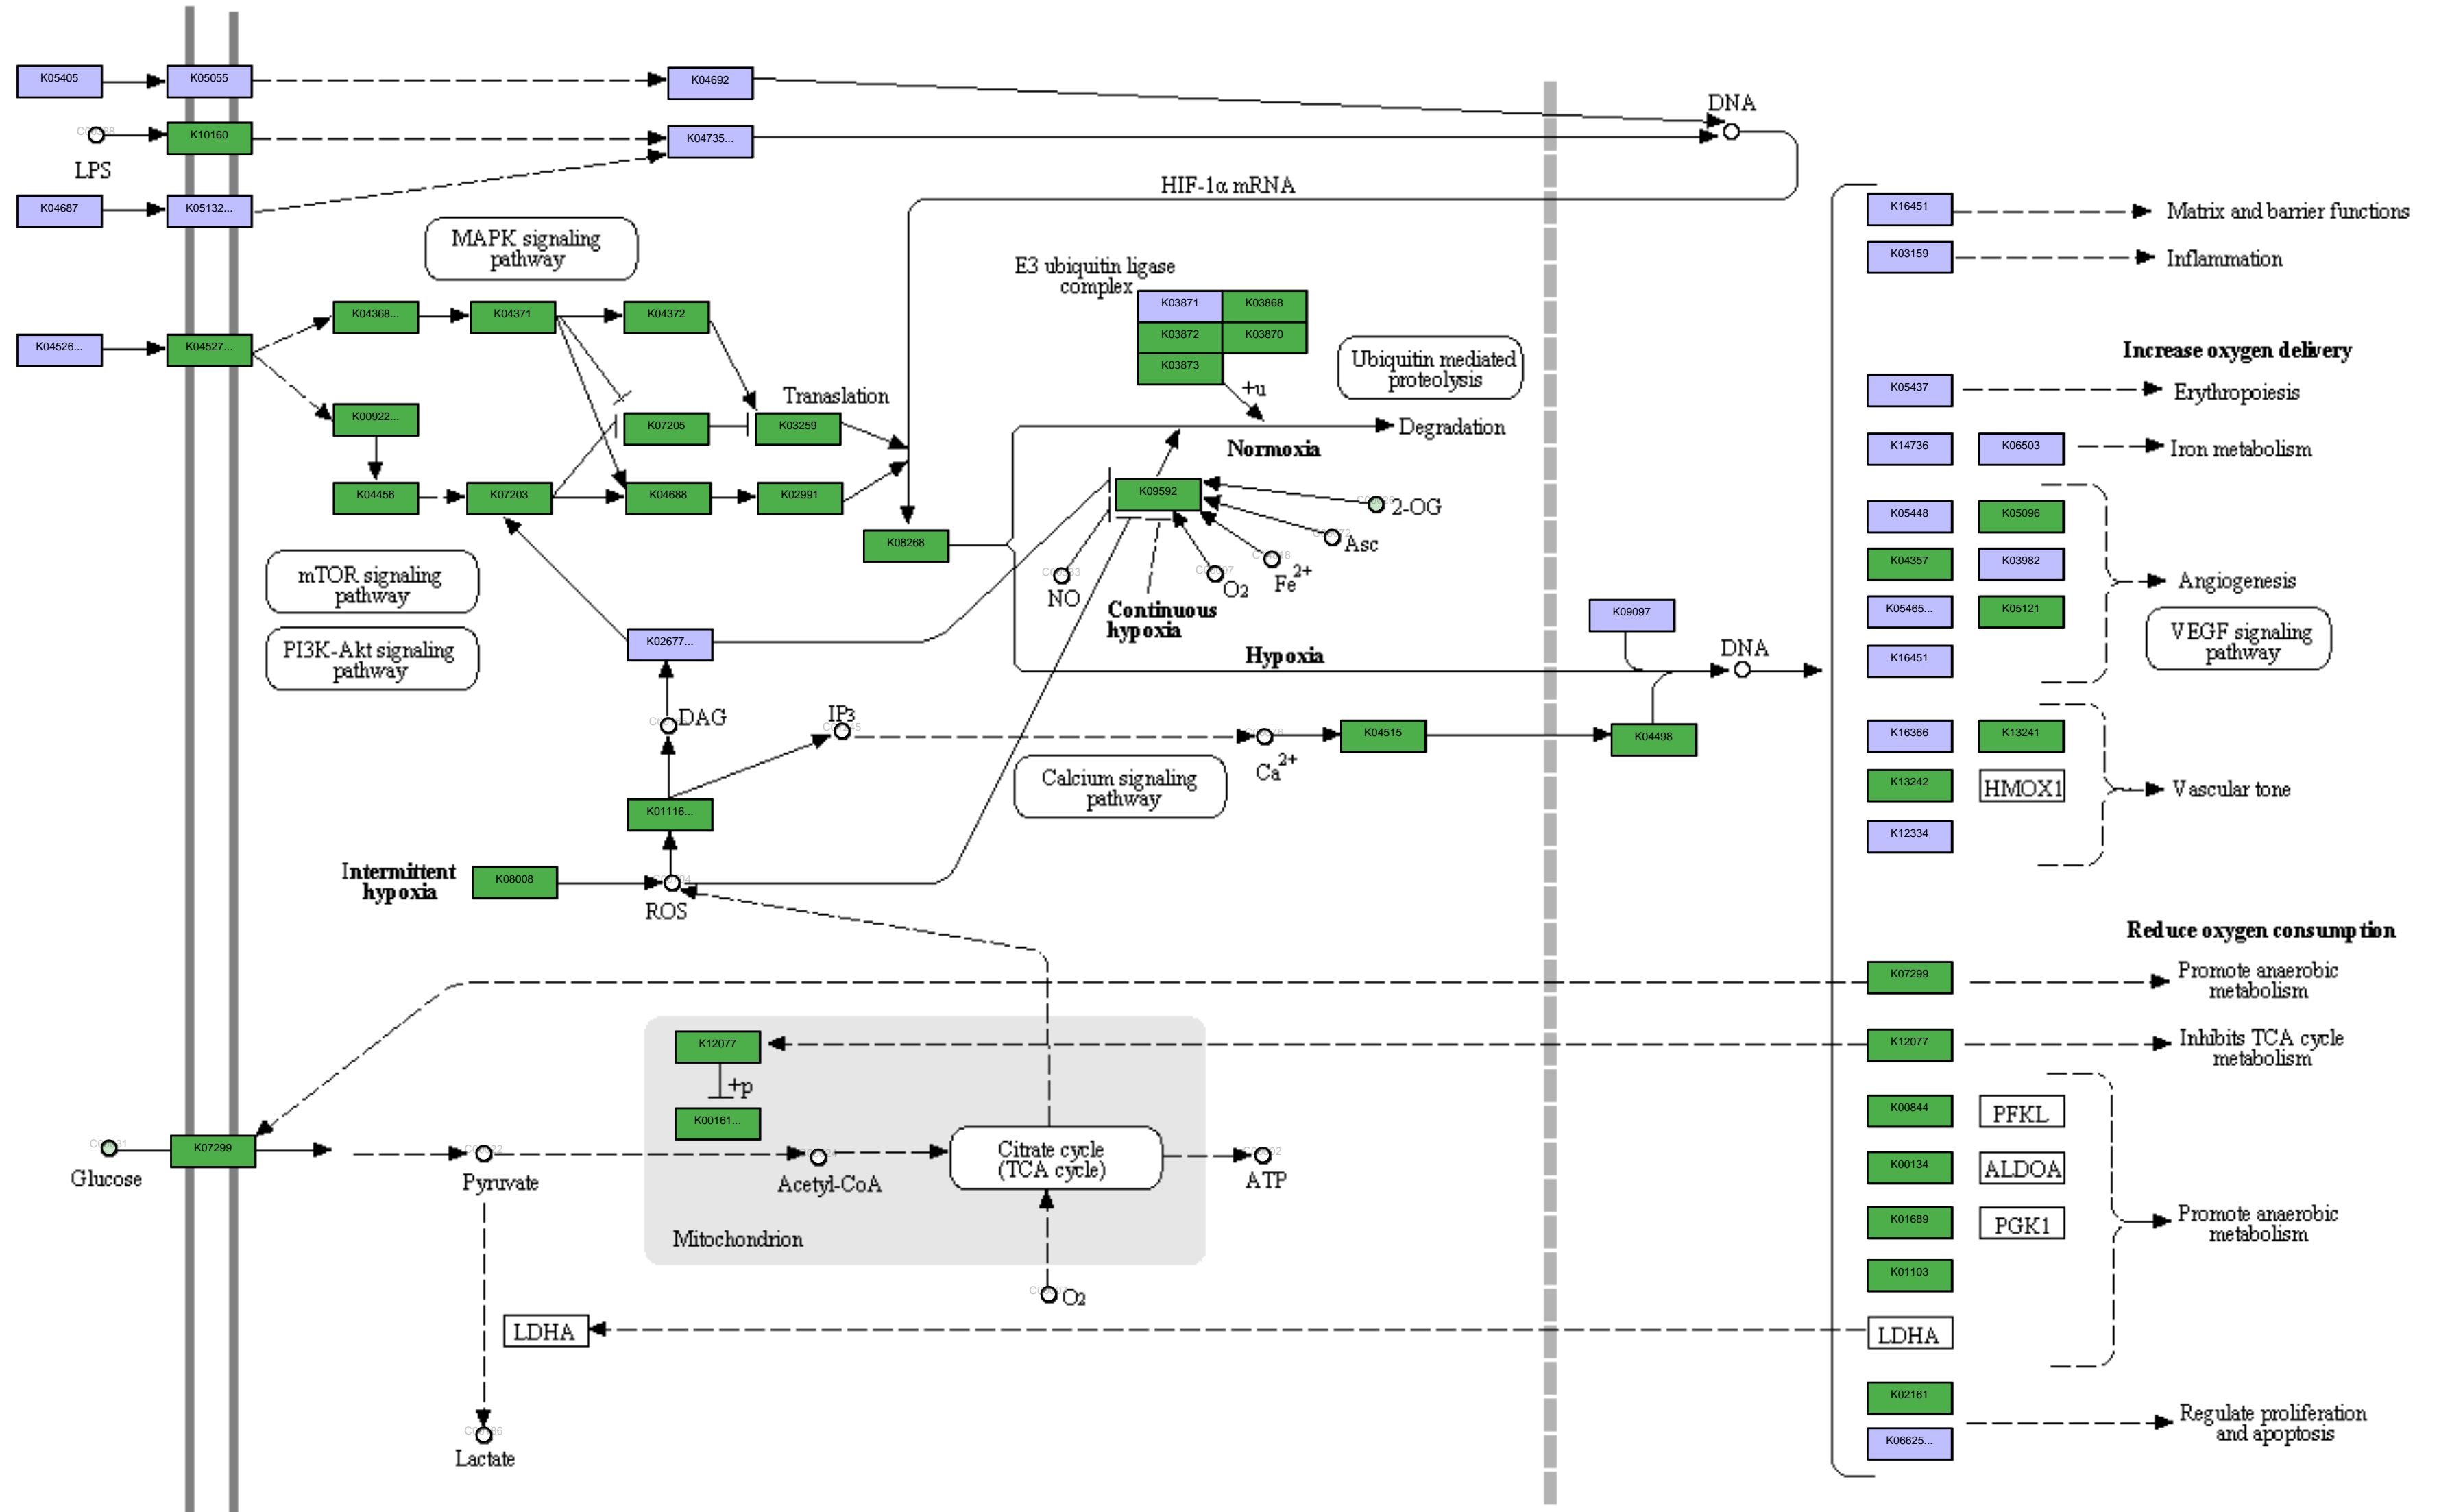 K05405
K05055
K04692
DNA
K10160
K04735...
LPS
K04687
K05132...
HIF-1α mRNA
K16451
Matrix and barrier functions
MAPK signaling
pathway
K03159
Inflammation
E3 ubiquitin ligase
complex
K03871
K03868
K03872
K03870
K03873
K04368...
K04371
K04372
K04526...
K04527...
Ubiquitin mediated
proteolysis
+u
Increase oxygen delivery
K05437
Erythropoiesis
Tranaslation
K00922...
K07205
K03259
Degradation
Normoxia
K14736
K06503
Iron metabolism
K04456
K07203
K04688
K02991
K09592
2-OG
Asc
Fe2+
O2
NO
K08268
K05448
K05096
K04357
K03982
Angiogenesis
K05465...
K05121
VEGF signaling
pathway
K16451
mTOR signaling
pathway
PI3K-Akt signaling
pathway
Continuous
hypoxia
K09097
K02677...
Hypoxia
DNA
DAG
IP3
Ca2+
K04515
K04498
K16366
K13241
Calcium signaling
pathway
K13242
HMOX1
Vascular tone
K01116...
K12334
Intermittent
hypoxia
K08008
ROS
Reduce oxygen consumption
K07299
Promote anaerobic
metabolism
K12077
K12077
Inhibits TCA cycle
metabolism
+p
K00161...
K00844
PFKL
K07299
Glucose
Pyruvate
Acetyl-CoA
Citrate cycle
(TCA cycle)
ATP
K00134
ALDOA
Mitochondrion
K01689
PGK1
Promote anaerobic
metabolism
K01103
O2
LDHA
LDHA
K02161
Regulate proliferation
and apoptosis
K06625...
Lactate